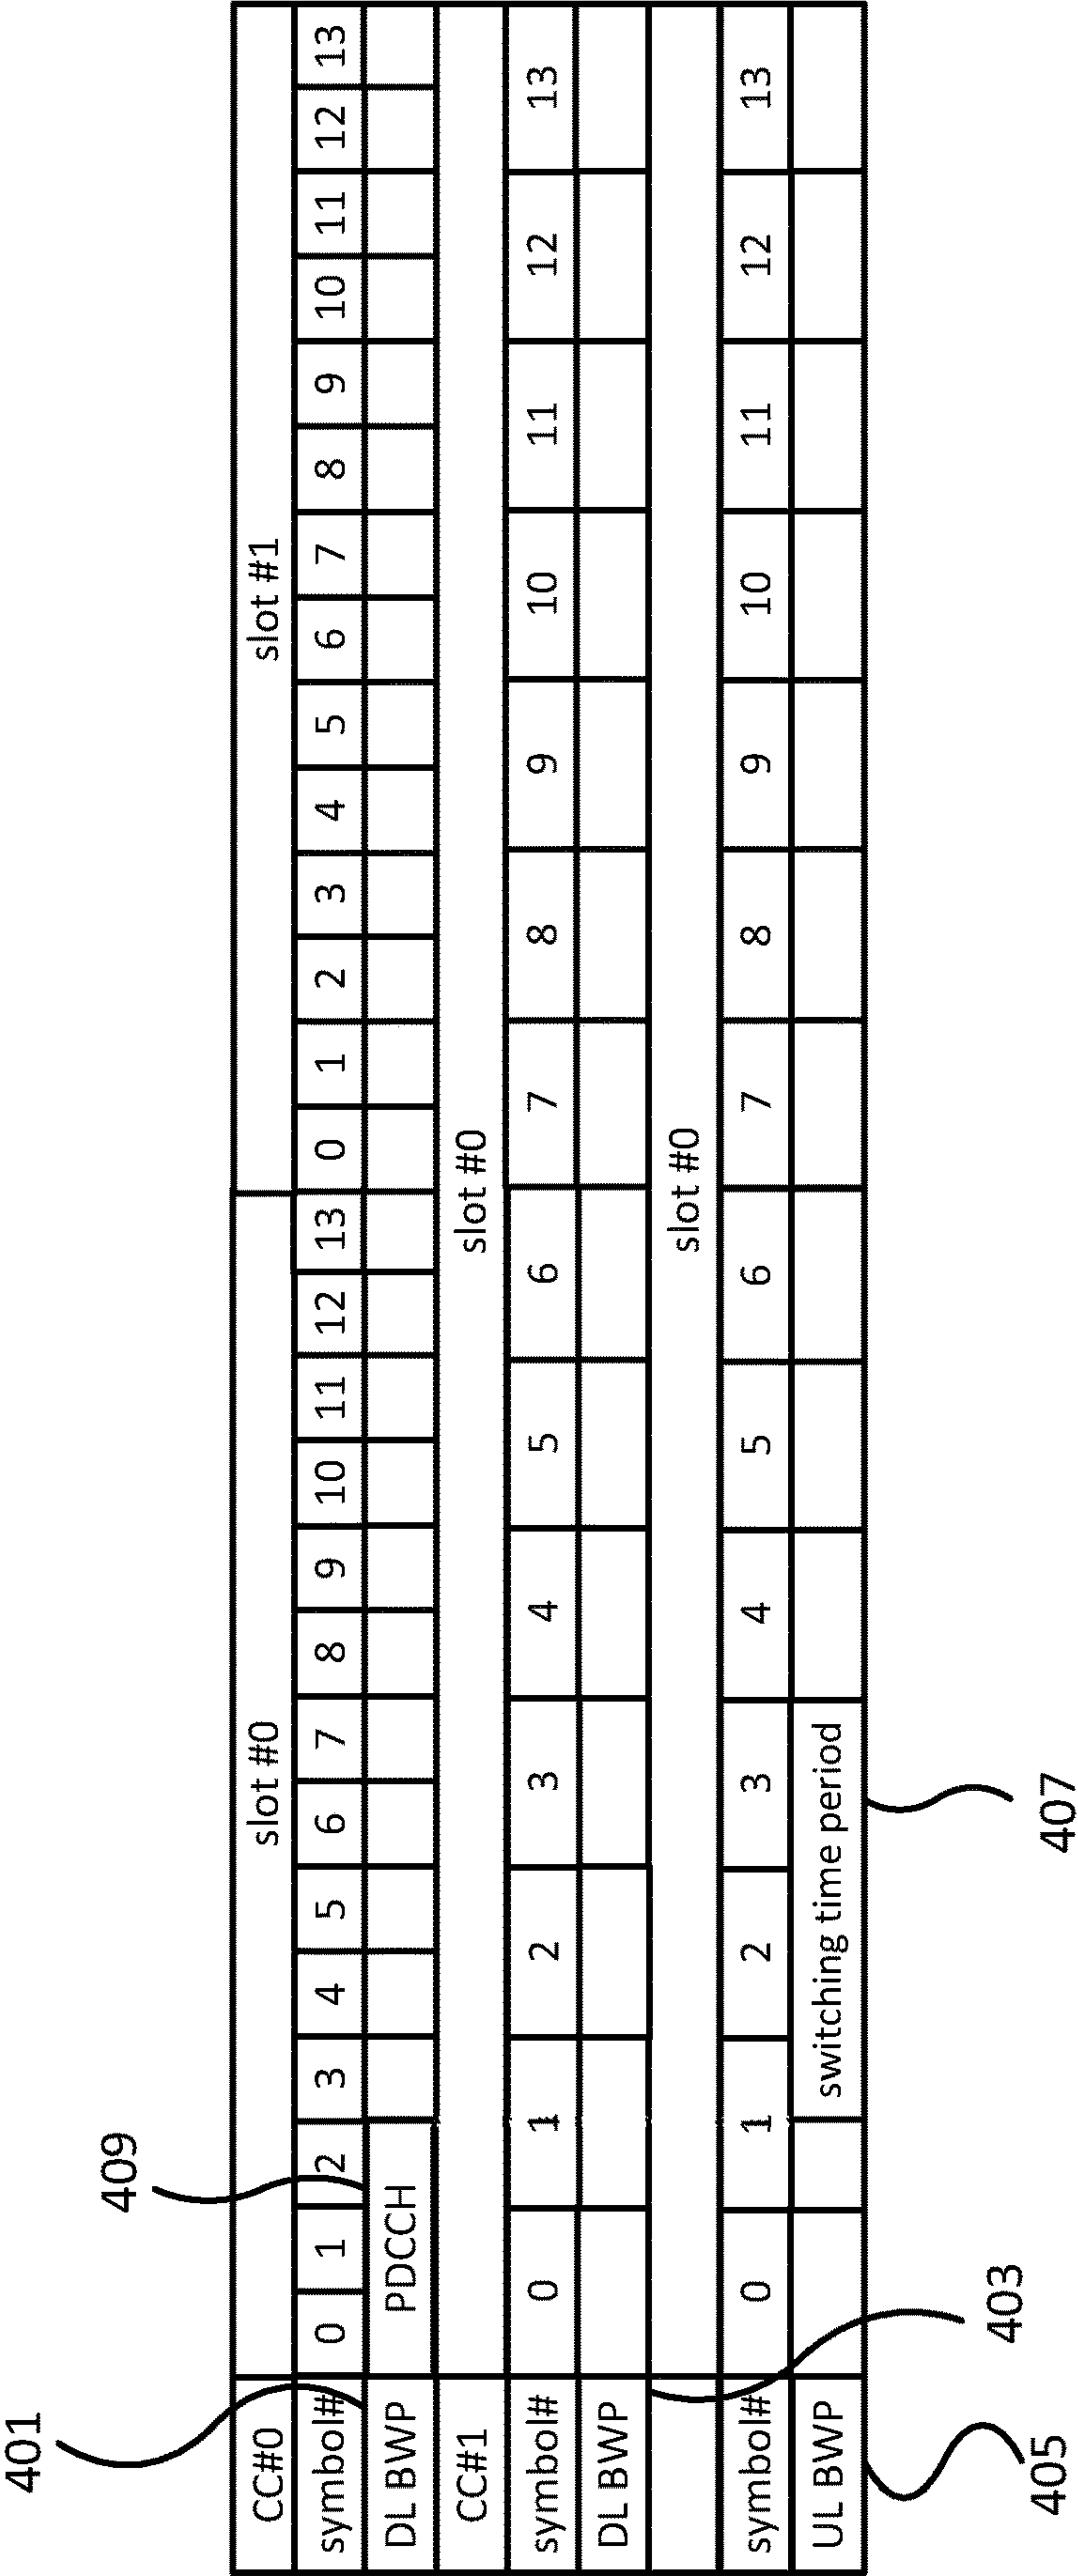 401
409
CC#0 slot #0 slot #1
symbol# 0 1 2 3 4 5 6 7 8 9 10 11 12 13 0 1 2 3 4 5 6 7 8 9 10 11 12 13
DL BWP PDCCH
CC#1 slot #0
symbol# 0 1 2 3 4 5 6 7 8 9 10 11 12 13
DL BWP
slot #0
symbol# 0 1 2 3 4 5 6 7 8 9 10 11 12 13
UL BWP switching time period
405
403
407